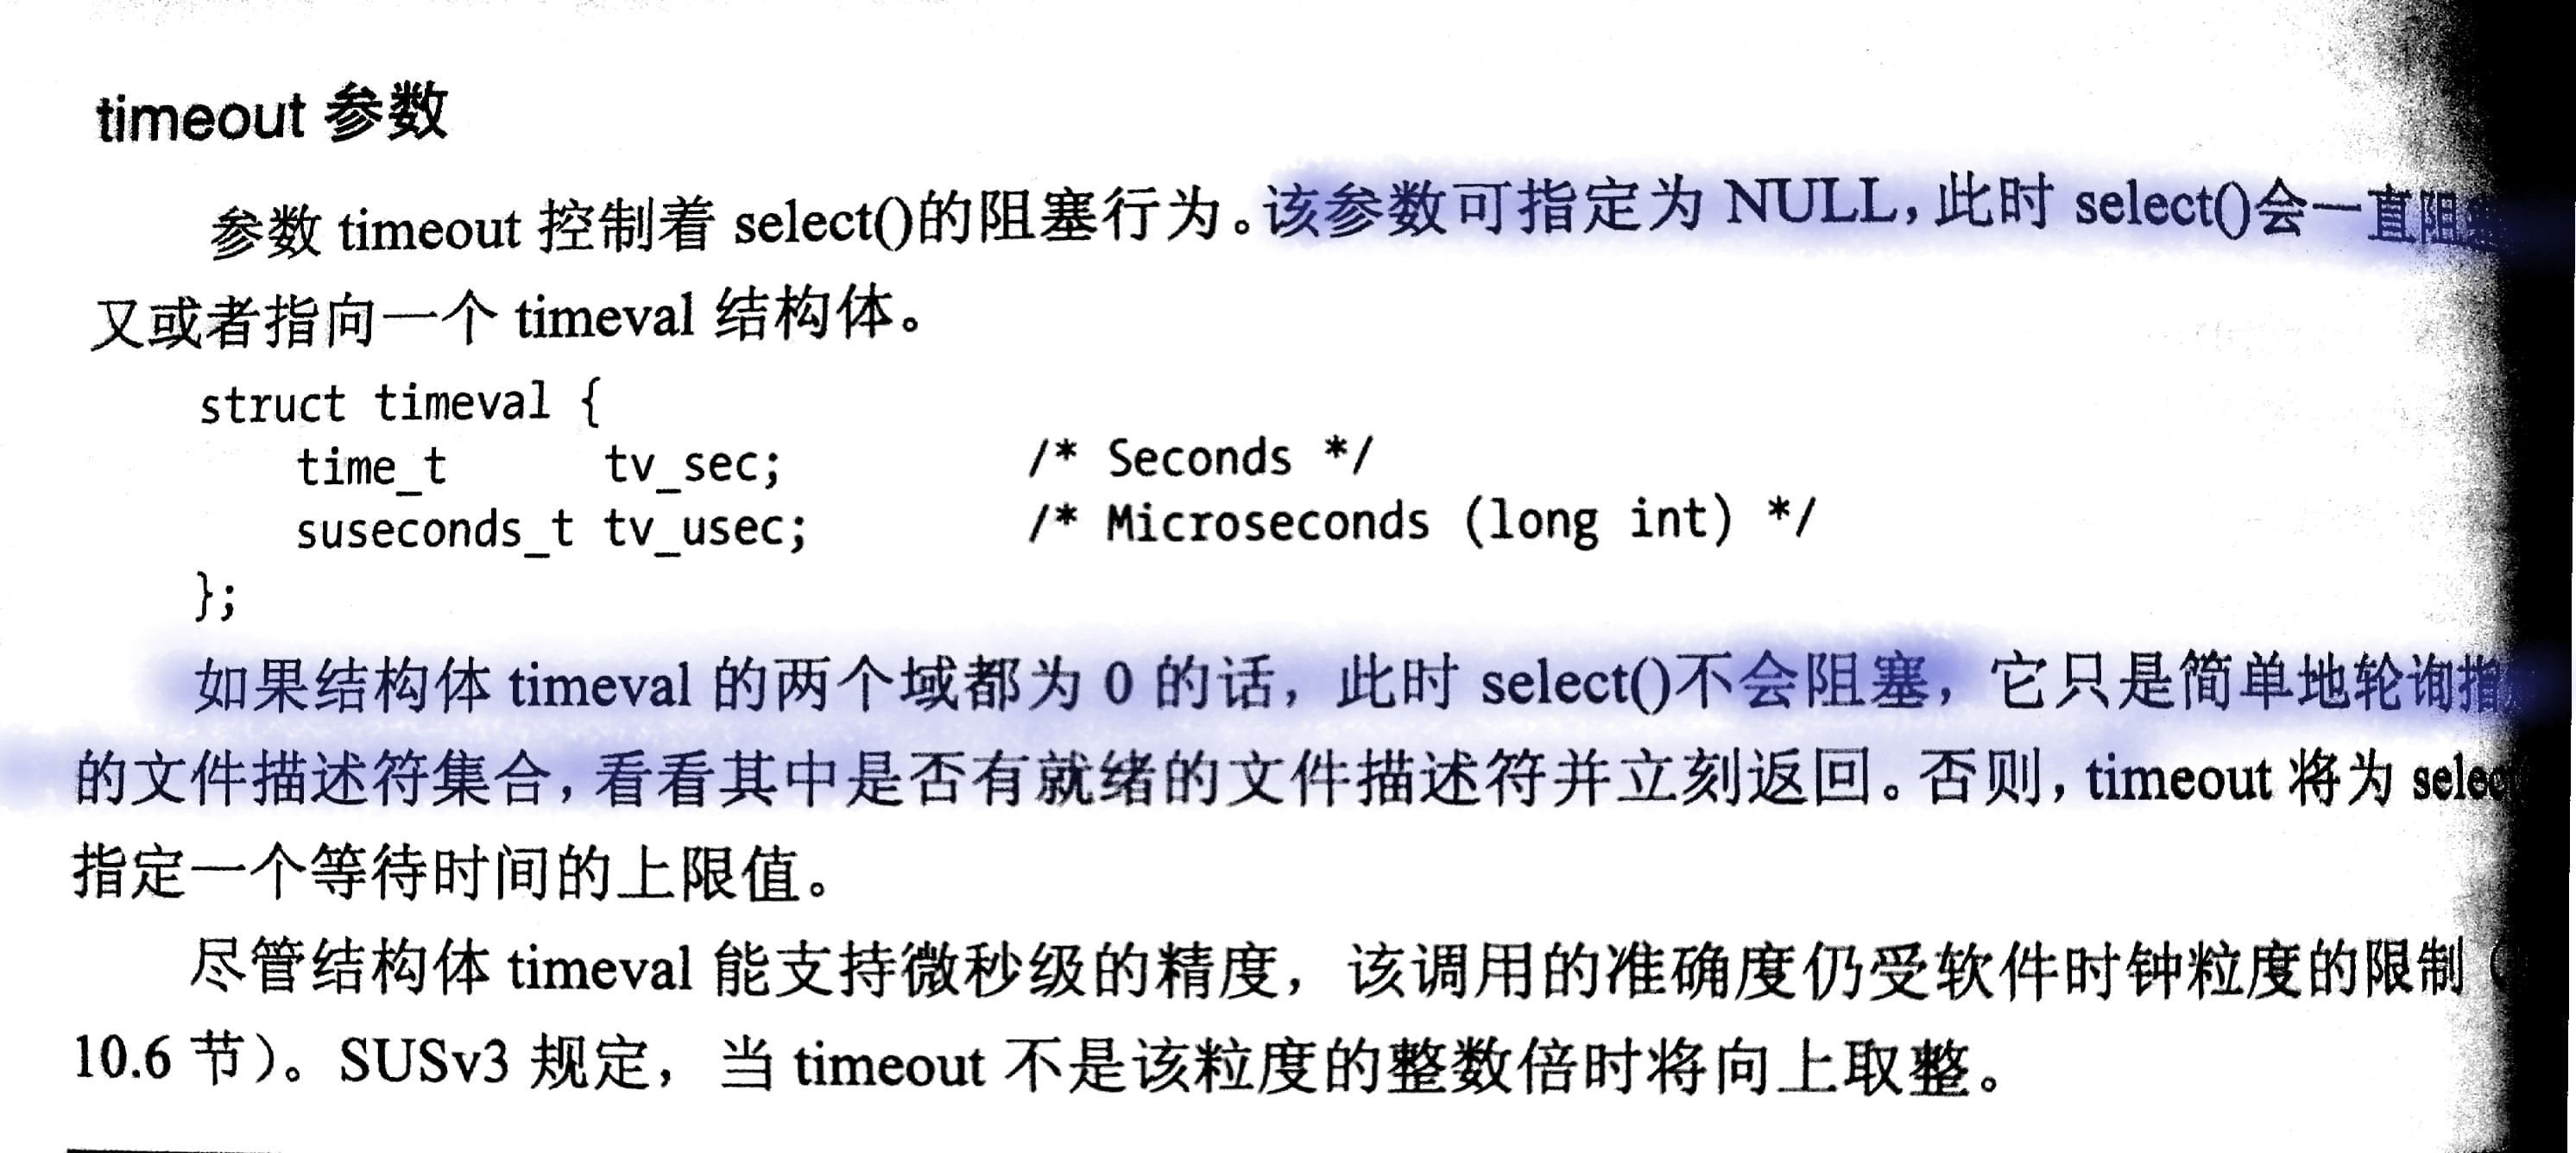 timeout 参数
参数 timeout 控制着 select()的阻塞行为。该参数可指定为 NULL，此时 select()会一直阻
又或者指向一个 timeval 结构体。
struct timeval {
time_t tv_sec; /* Seconds */
suseconds_t tv_usec; /* Microseconds (long int) */
};
如果结构体 timeval 的两个域都为 0 的话，此时 select()不会阻塞，它只是简单地轮询指
的文件描述符集合，看看其中是否有就绪的文件描述符并立刻返回。否则，timeout 将为 selec
指定一个等待时间的上限值。
尽管结构体 timeval 能支持微秒级的精度，该调用的准确度仍受软件时钟粒度的限制（
10.6 节）。SUSv3 规定，当 timeout 不是该粒度的整数倍时将向上取整。